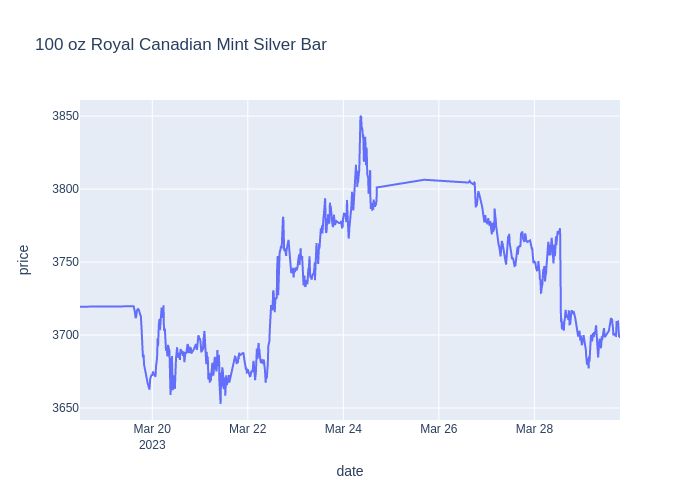 100 oz Royal Canadian Mint Silver Bar
3850
3800
3750
3700
3650
price
Mar 20
2023
Mar 22
Mar 24
Mar 26
Mar 28
date